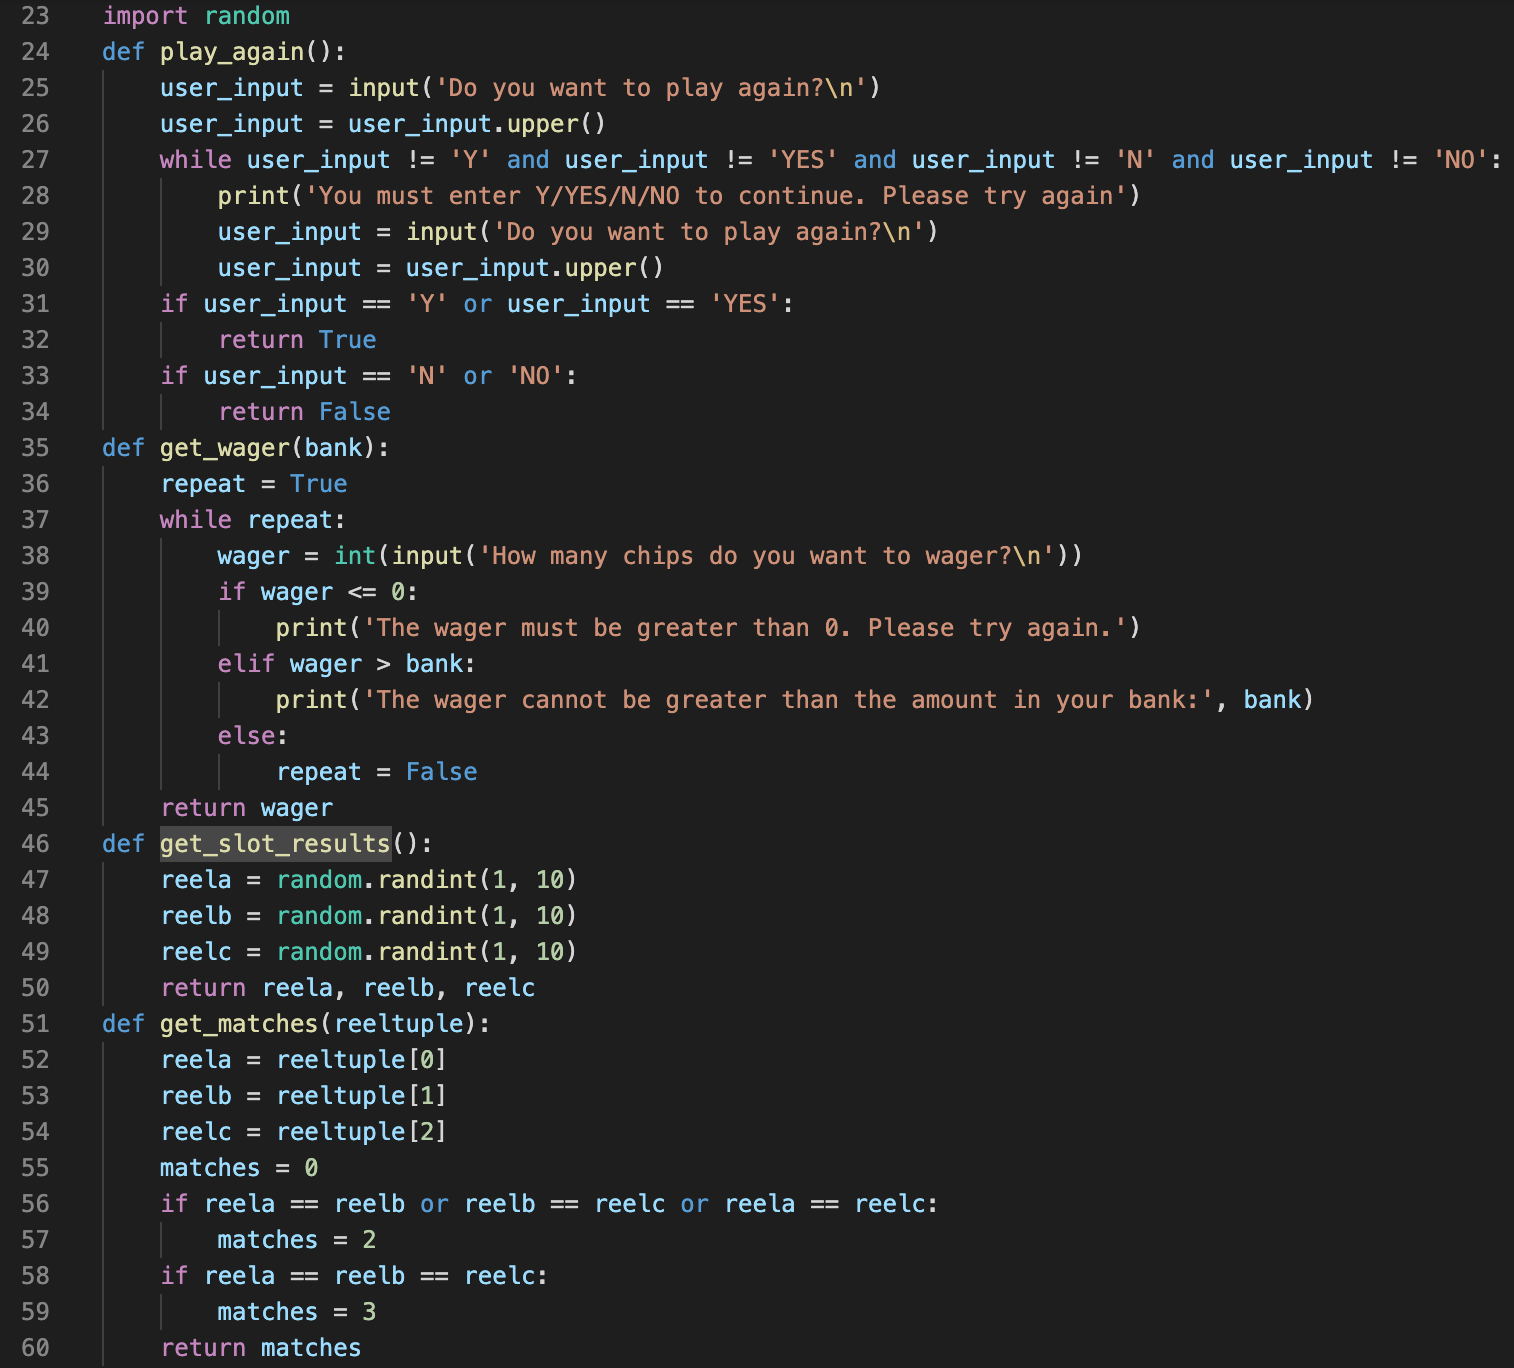 23 import random
24 def play_again():
25     user_input = input('Do you want to play again?\n')
26     user_input = user_input.upper()
27     while user_input != 'Y' and user_input != 'YES' and user_input != 'N' and user_input != 'NO':
28         print('You must enter Y/YES/N/NO to continue. Please try again')
29         user_input = input('Do you want to play again?\n')
30         user_input = user_input.upper()
31     if user_input == 'Y' or user_input == 'YES':
32         return True
33     if user_input == 'N' or 'NO':
34         return False
35 def get_wager(bank):
36     repeat = True
37     while repeat:
38         wager = int(input('How many chips do you want to wager?\n'))
39         if wager <= 0:
40             print('The wager must be greater than 0. Please try again.')
41         elif wager > bank:
42             print('The wager cannot be greater than the amount in your bank:', bank)
43         else:
44             repeat = False
45     return wager
46 def get_slot_results():
47     reela = random.randint(1, 10)
48     reelb = random.randint(1, 10)
49     reelc = random.randint(1, 10)
50     return reela, reelb, reelc
51 def get_matches(reeltuple):
52     reela = reeltuple[0]
53     reelb = reeltuple[1]
54     reelc = reeltuple[2]
55     matches = 0
56     if reela == reelb or reelb == reelc or reela == reelc:
57         matches = 2
58     if reela == reelb == reelc:
59         matches = 3
60     return matches